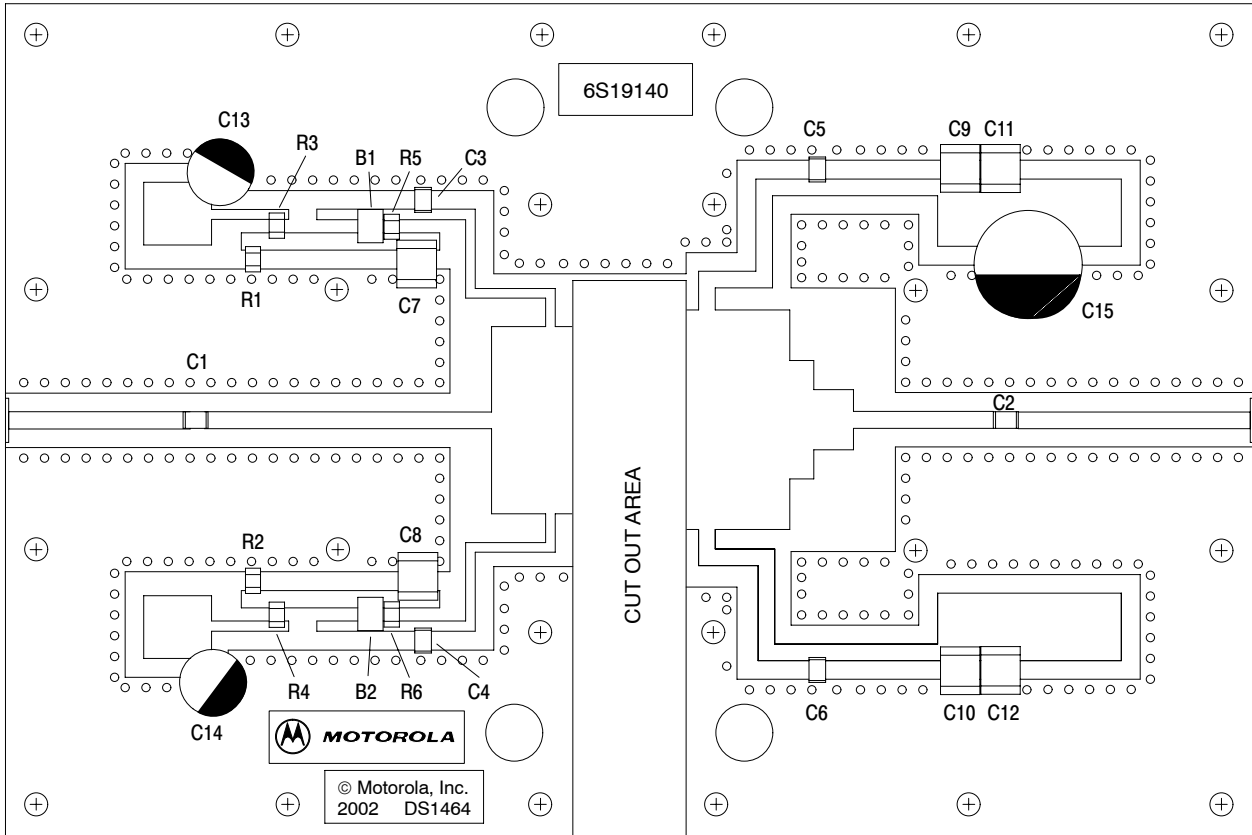 6S19140
C13
R3
B1
R5
C3
C5
C9
C11
R1
C7
C15
C1
C2
CUT OUT AREA
R2
C8
R4
B2
R6
C4
C14
C6
C10
C12
MOTOROLA
© Motorola, Inc.
2002 DS1464